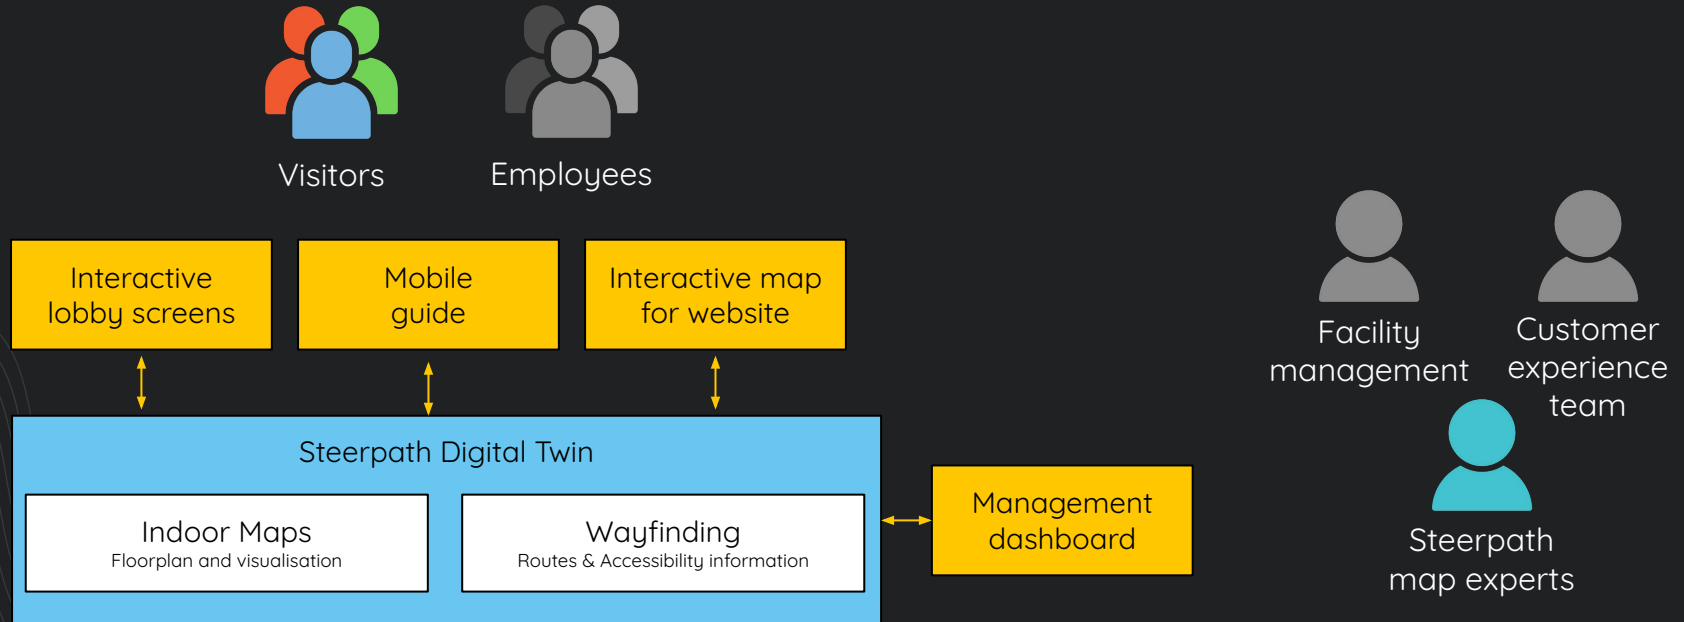 Visitors
Employees
Interactive
lobby screens
Mobile
guide
Interactive map
for website
Facility
management
Customer
experience
team
Steerpath Digital Twin
Indoor Maps
Floorplan and visualisation
Wayfinding
Routes & Accessibility information
Management
dashboard
Steerpath
map experts